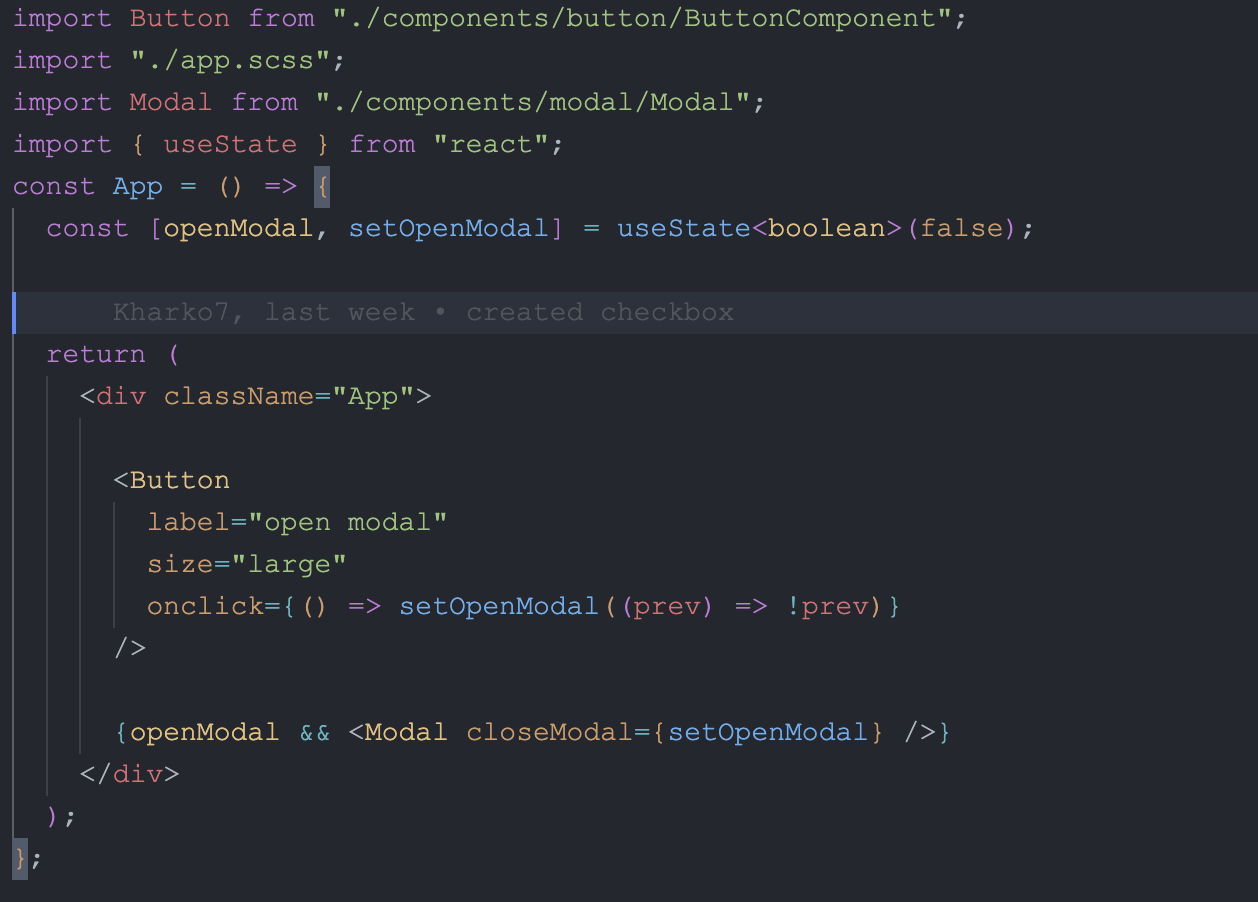 import Button from "./components/button/ButtonComponent";
import "./app.scss";
import Modal from "./components/modal/Modal";
import { useState } from "react";
const App = () => {
  const [openModal, setOpenModal] = useState<boolean>(false);
      Kharko7, last week • created checkbox
  return (
    <div className="App">
      <Button
        label="open modal"
        size="large"
        onclick={() => setOpenModal((prev) => !prev)}
      />
      {openModal && <Modal closeModal={setOpenModal} />}
    </div>
  );
};